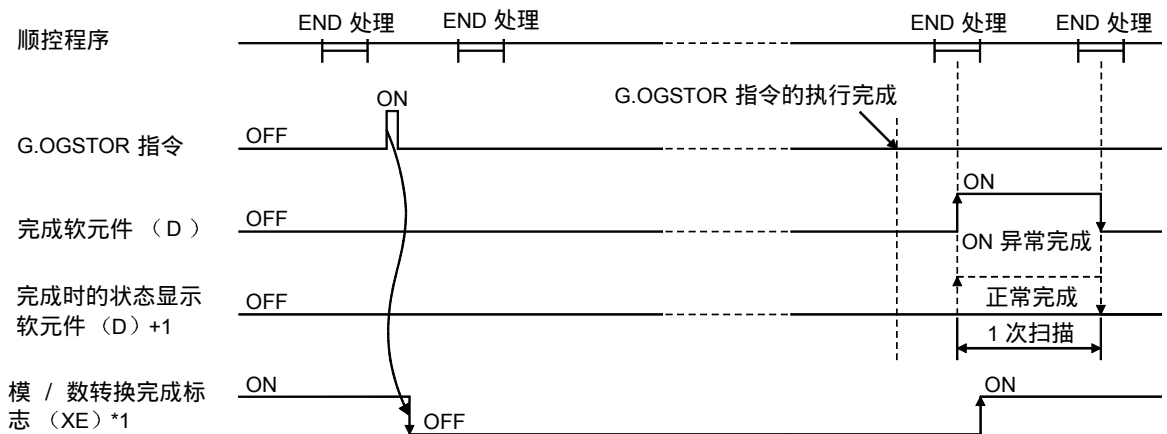 END 处理
END 处理
END 处理
END 处理
顺控程序
ON
G.OGSTOR 指令的执行完成
G.OGSTOR 指令
OFF
ON
完成软元件 （D ）
OFF
ON 异常完成
完成时的状态显示
软元件 （D）+1
OFF
正常完成
1 次扫描
模 / 数转换完成标
志 （XE）*1
ON
OFF
ON